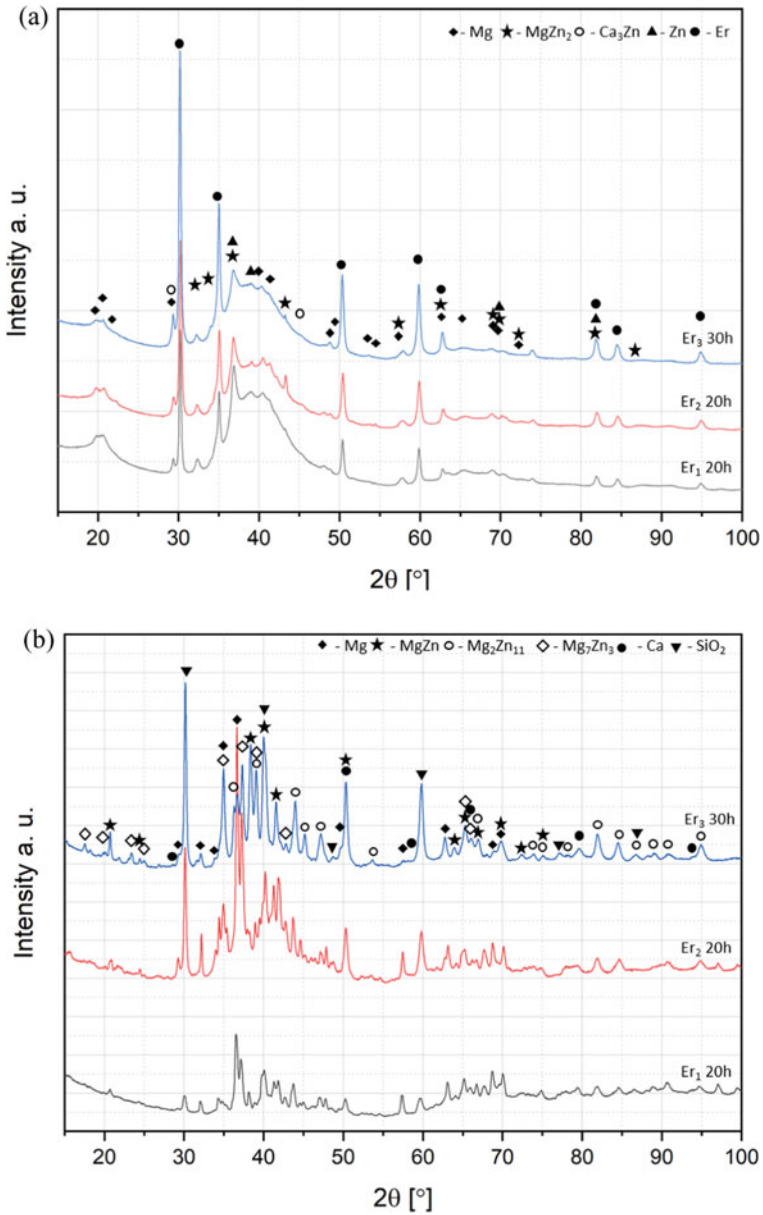 (a)
- Mg - MgZn₂ - Ca₃Zn - Zn - Er
Intensity a. u.
Er₃ 30h
Er₂ 20h
Er₁ 20h
20 30 40 50 60 70 80 90 100
2θ [°]
(b)
- Mg - MgZn - Mg₂Zn₁₁ - Mg₇Zn₃ - Ca - SiO₂
Intensity a. u.
Er₃ 30h
Er₂ 20h
Er₁ 20h
20 30 40 50 60 70 80 90 100
2θ [°]